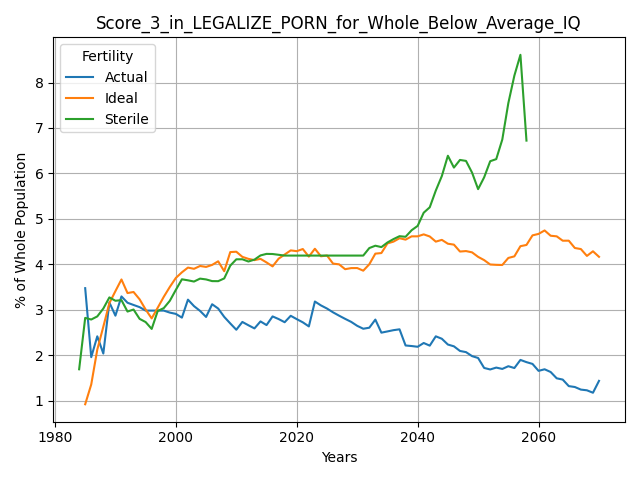 Score_3_in_LEGALIZE_PORN_for_Whole_Below_Average_IQ
Fertility
Actual
Ideal
Sterile
% of Whole Population
8
7
6
5
4
3
2
1
1980 2000 2020 2040 2060
Years